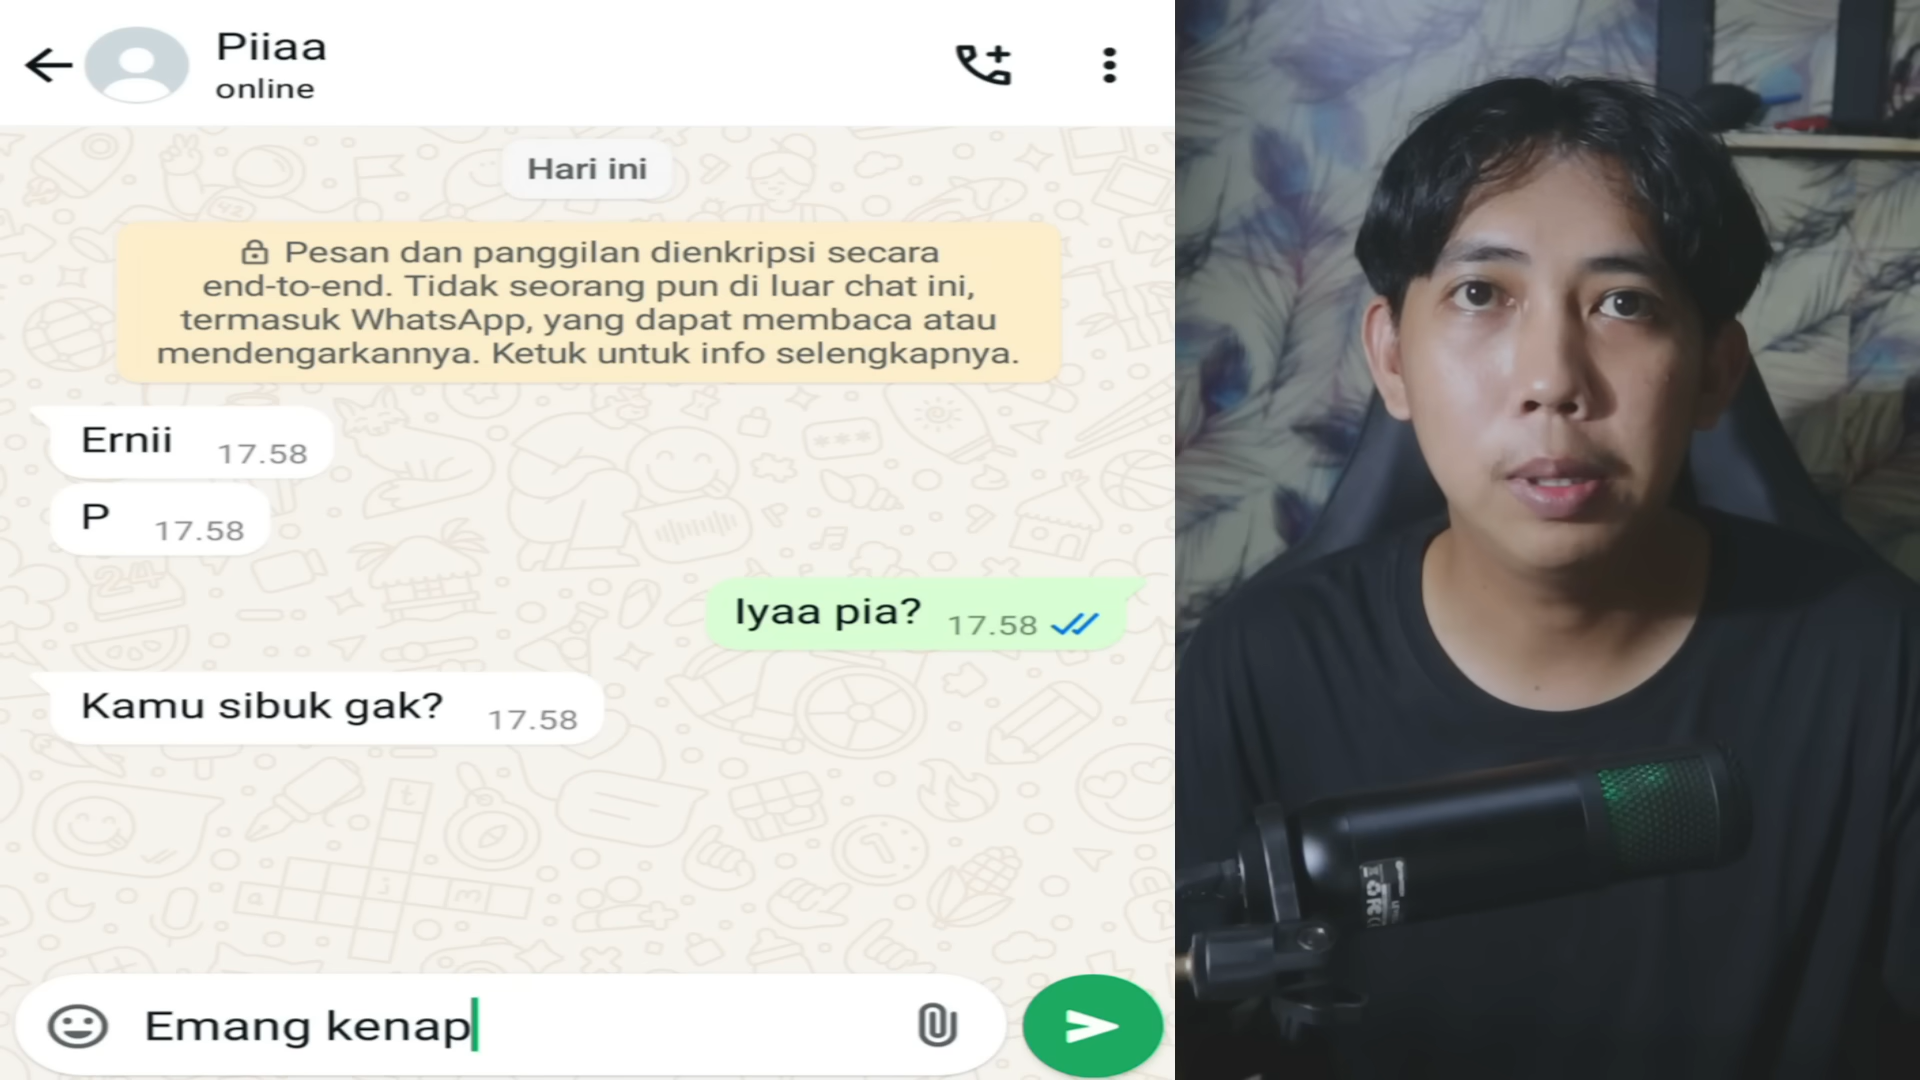 Piiaa
online
Hari ini
Pesan dan panggilan dienkripsi secara
end-to-end. Tidak seorang pun di luar chat ini,
termasuk WhatsApp, yang dapat membaca atau
mendengarkannya. Ketuk untuk info selengkapnya.
Ernii 17.58
P 17.58
Iyaa pia? 17.58
Kamu sibuk gak? 17.58
Emang kenap